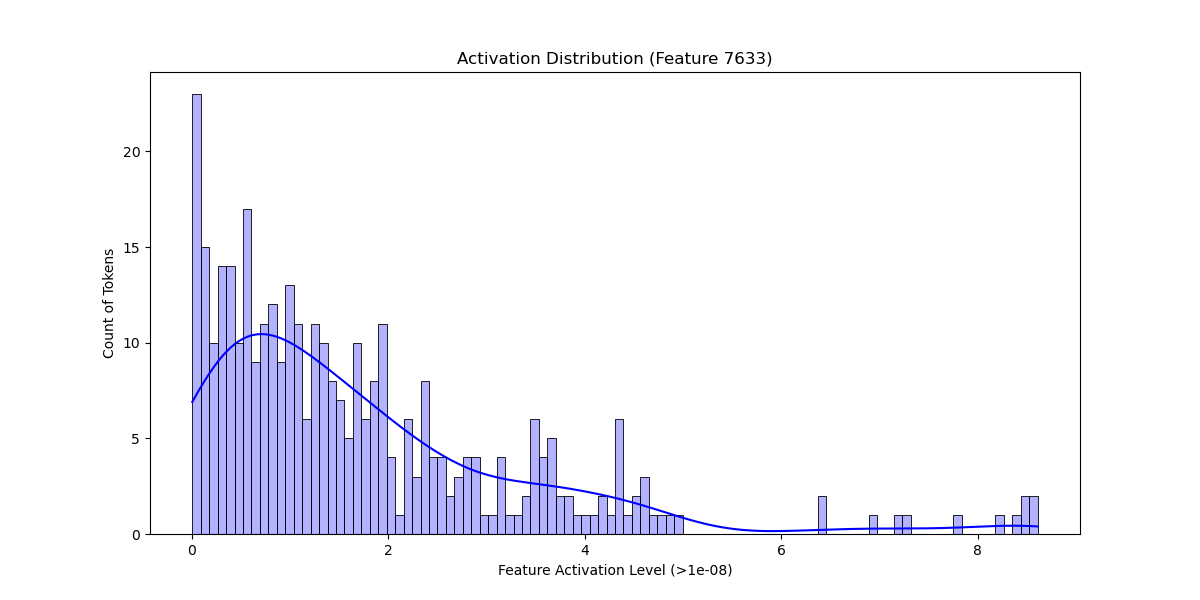 Activation Distribution (Feature 7633)
Count of Tokens
20
15
10
5
0
0 2 4 6 8
Feature Activation Level (>1e-08)